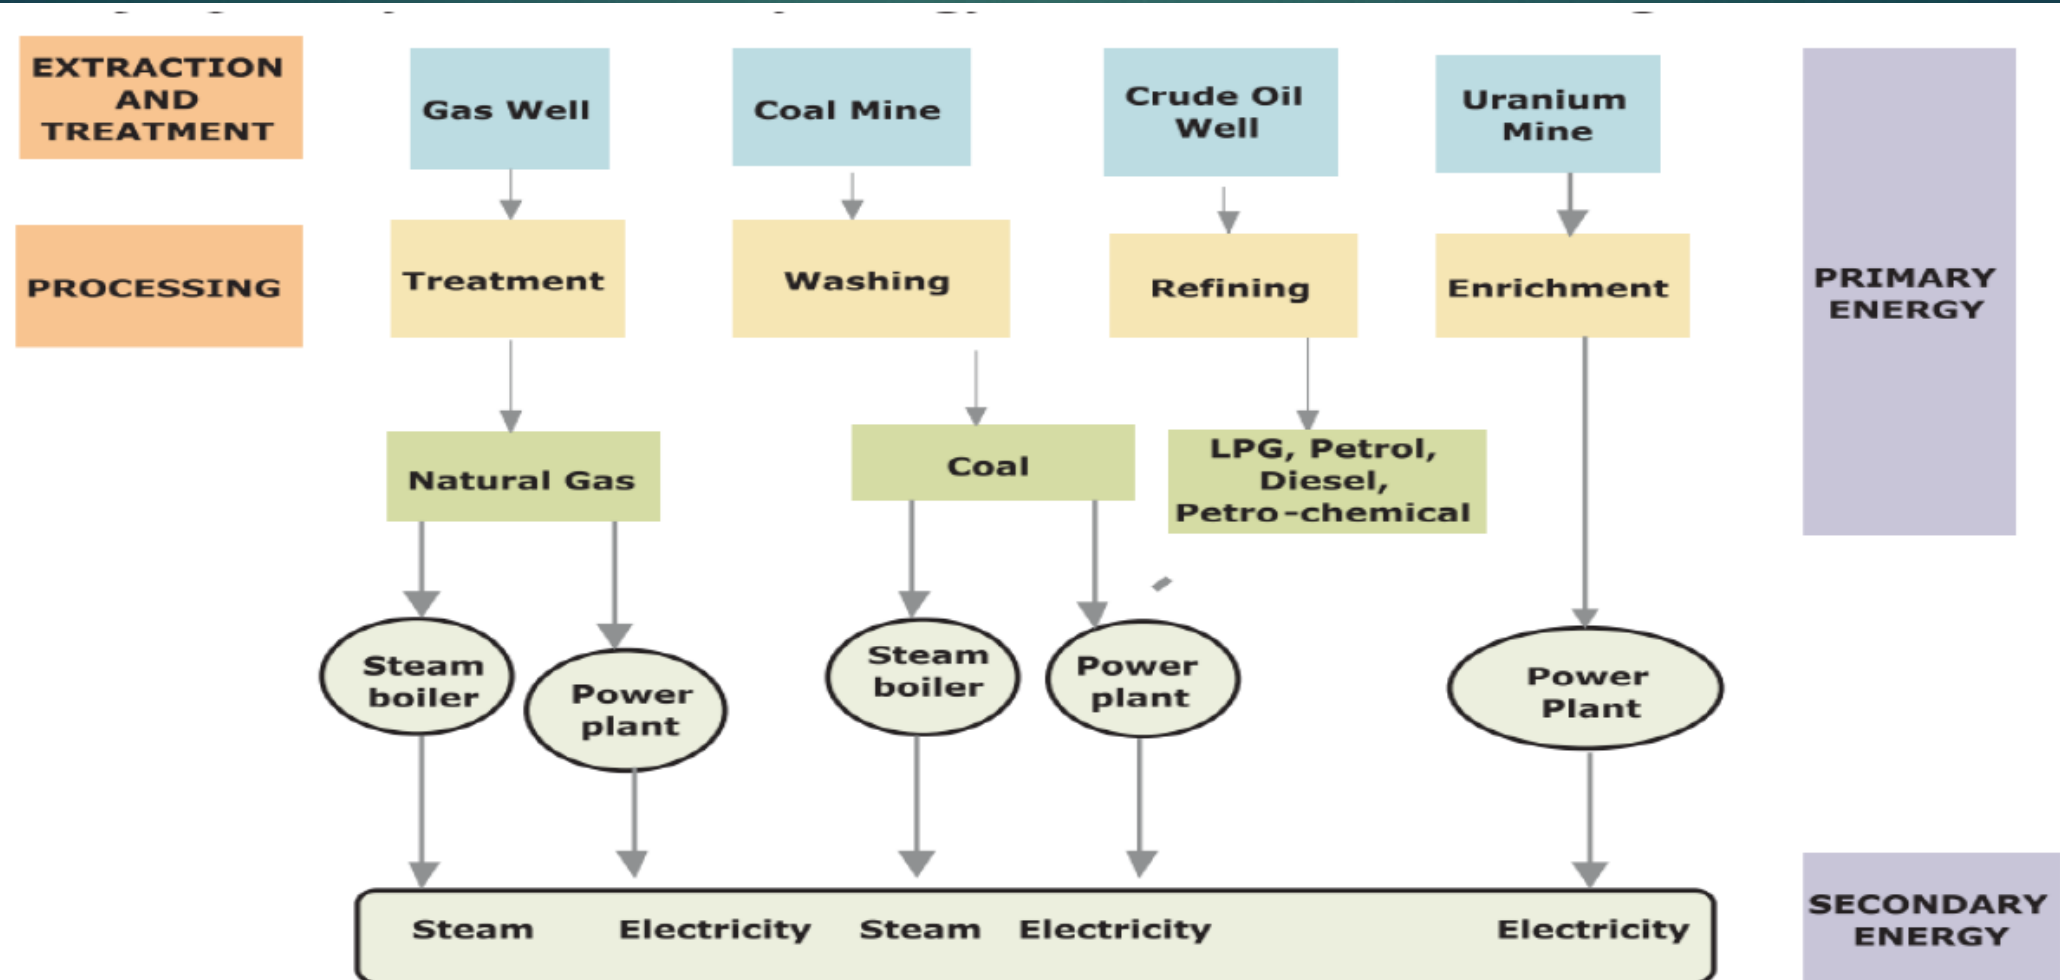 EXTRACTION
AND
TREATMENT
Gas Well
Coal Mine
Crude Oil
Well
Uranium
Mine
PROCESSING
Treatment
Washing
Refining
Enrichment
PRIMARY
ENERGY
Natural Gas
Coal
LPG, Petrol,
Diesel,
Petro-chemical
Steam
boiler
Power
plant
Steam
boiler
Power
plant
Power
Plant
Steam
Electricity
Steam
Electricity
Electricity
SECONDARY
ENERGY